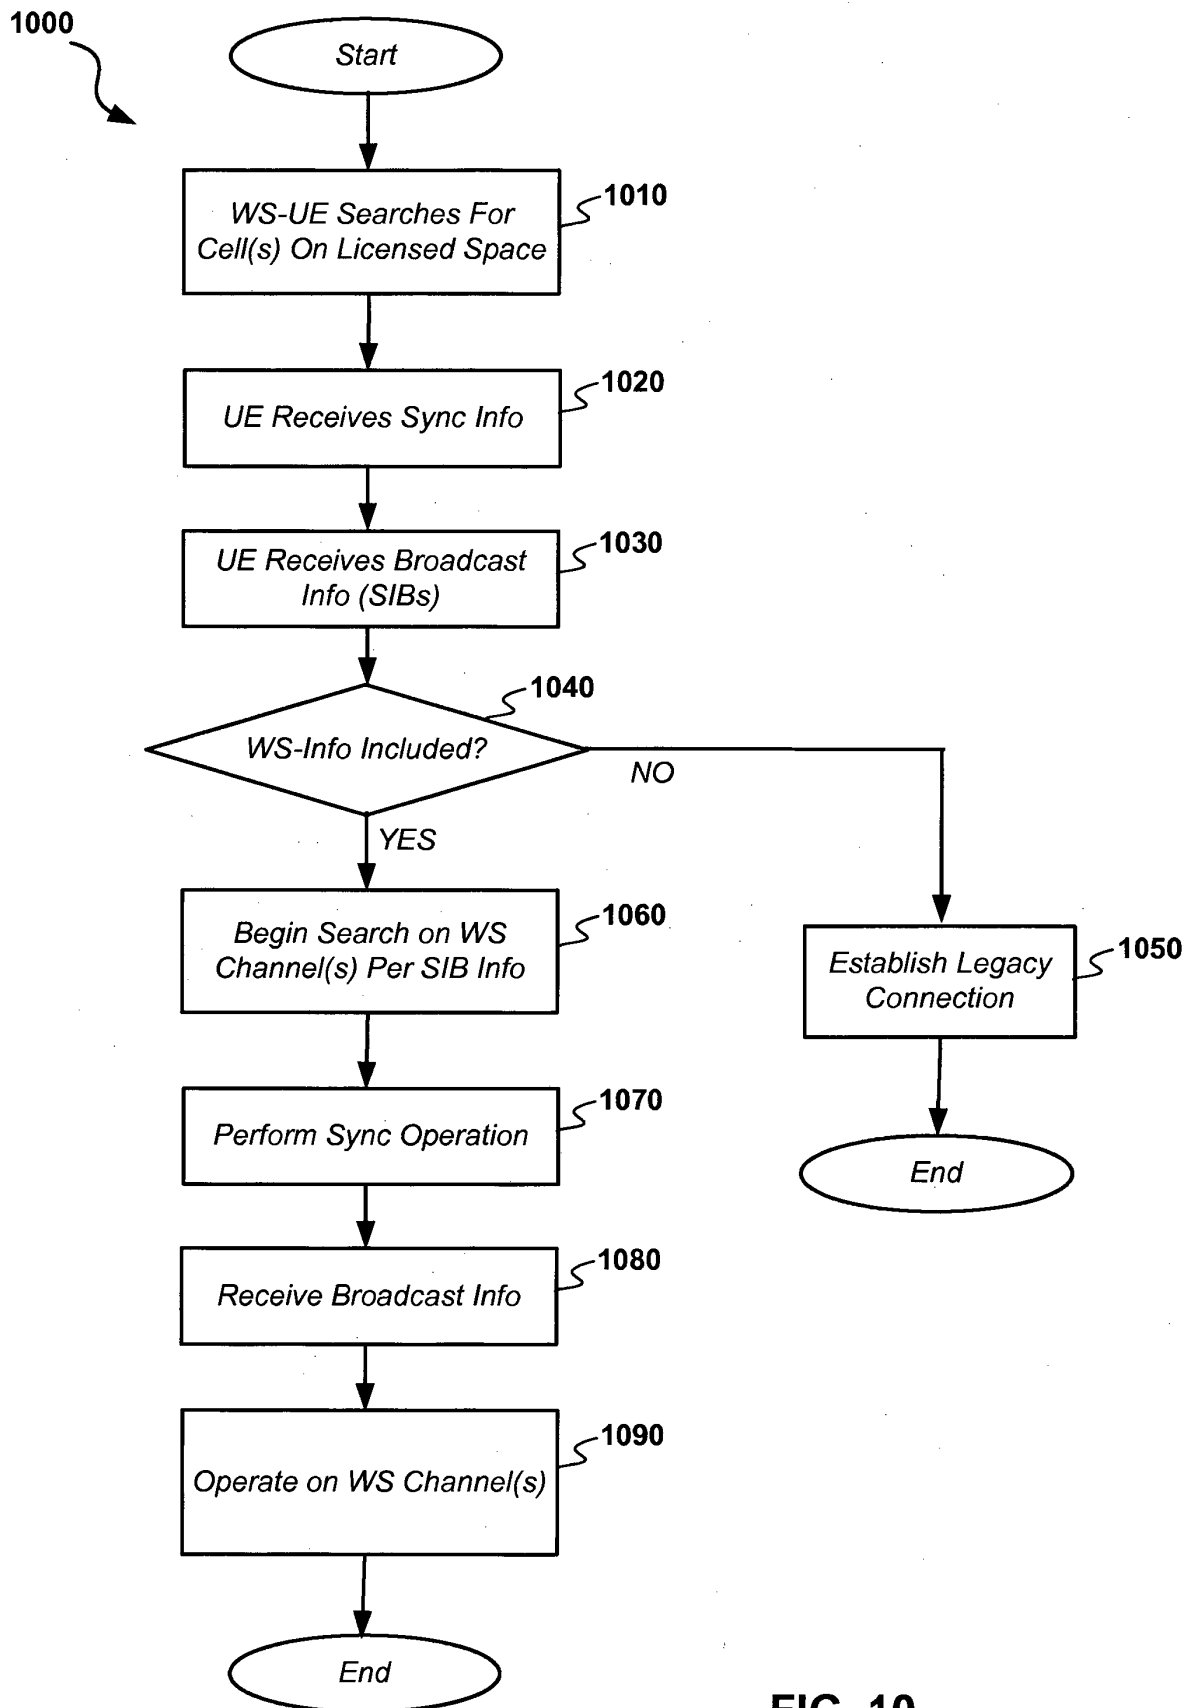 1000
Start
WS-UE Searches For
Cell(s) On Licensed Space
1010
UE Receives Sync Info
1020
UE Receives Broadcast
Info (SIBs)
1030
WS-Info Included?
1040
NO
YES
Begin Search on WS
Channel(s) Per SIB Info
1060
Establish Legacy
Connection
1050
Perform Sync Operation
1070
End
Receive Broadcast Info
1080
Operate on WS Channel(s)
1090
End
FIG. 10